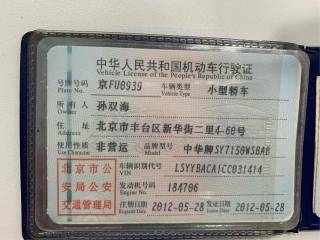 中华人民共和国机动车行驶证
Vehicle License of the People's Republic of China
号牌号码 京FU0939 车辆类型 小型轿车
Plate No. Vehicle Type
所有人 孙双海
Owner
住址 北京市丰台区新华街二里4-60号
Address
使用性质 非营运 品牌型号 中华牌SY7150W5BAB
Use Character Model
北京市公 车辆识别代号 LSYYBACA1CC031414
VIN
安局公安 发动机号码 184706
Engine No.
交通管理局 注册日期 2012-05-28 发证日期 2012-05-28
Register Date Issue Date